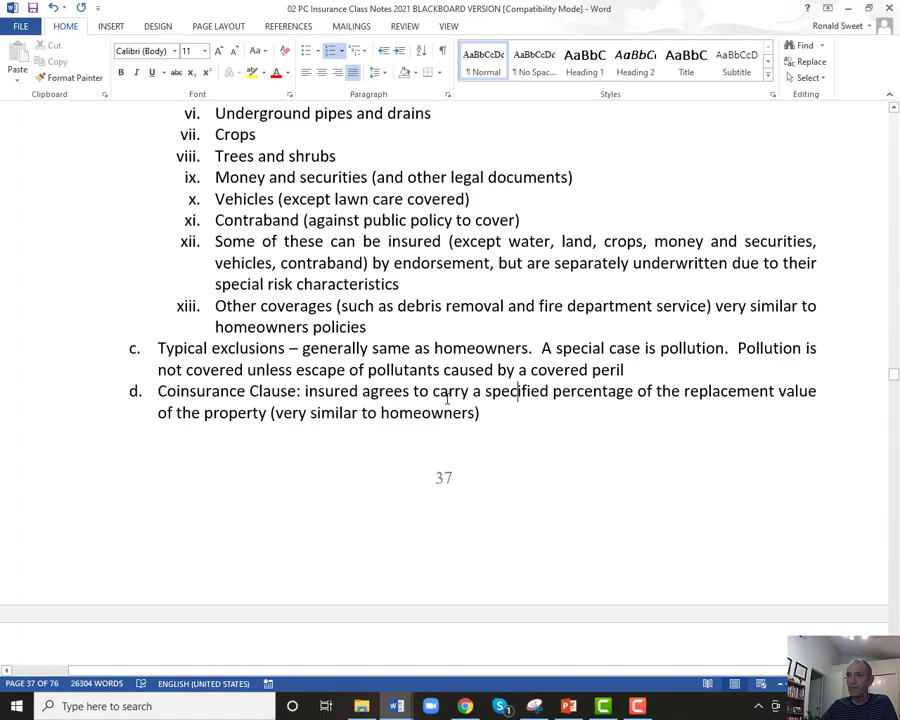 02 PC Insurance Class Notes 2021 BLACKBOARD VERSION [Compatibility Mode] - Word
FILE HOME INSERT DESIGN PAGE LAYOUT REFERENCES MAILINGS REVIEW VIEW Ronald Sweet
Cut
Copy
Format Painter
Paste
Calibri (Body) 11
Aa
B I U abc x₂ x²
AaBbCcDc AaBbCcDc AaBbC AaBbC AaBbC AaBbCcD
¶ Normal ¶ No Spac... Heading 1 Heading 2 Title Subtitle
Find
Replace
Select
Clipboard Font Paragraph Styles Editing
vi. Underground pipes and drains
vii. Crops
viii. Trees and shrubs
ix. Money and securities (and other legal documents)
x. Vehicles (except lawn care covered)
xi. Contraband (against public policy to cover)
xii. Some of these can be insured (except water, land, crops, money and securities,
vehicles, contraband) by endorsement, but are separately underwritten due to their
special risk characteristics
xiii. Other coverages (such as debris removal and fire department service) very similar to
homeowners policies
c. Typical exclusions – generally same as homeowners. A special case is pollution. Pollution is
not covered unless escape of pollutants caused by a covered peril
d. Coinsurance Clause: insured agrees to carry a specified percentage of the replacement value
of the property (very similar to homeowners)
37
PAGE 37 OF 76 26304 WORDS ENGLISH (UNITED STATES)
Type here to search